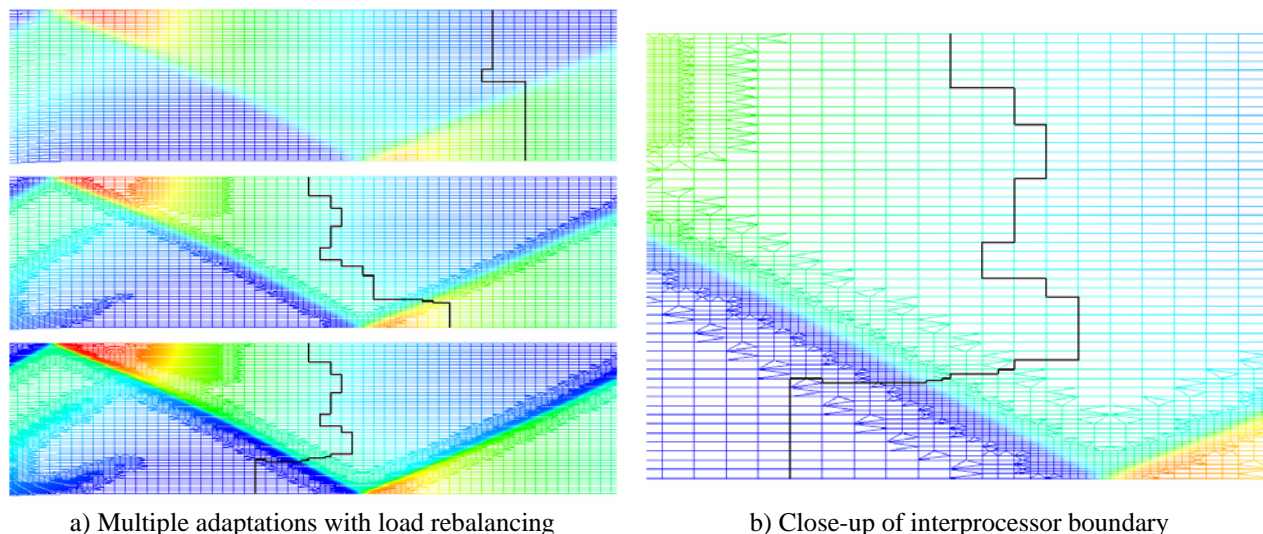 a) Multiple adaptations with load rebalancing
b) Close-up of interprocessor boundary